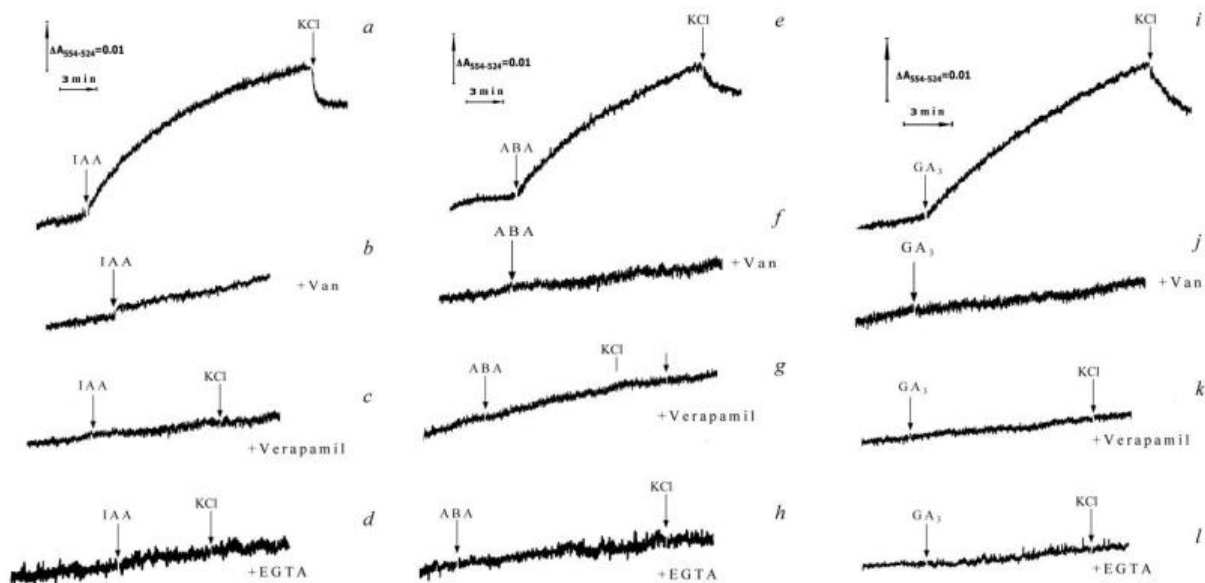 KCl
a
ΔA554-524=0.01
3 min
IAA
KCl
e
ΔA554-524=0.01
3 min
ABA
KCl
i
ΔA554-524=0.01
3 min
GA3
b
IAA
+Van
f
ABA
+Van
j
GA3
+Van
c
IAA
KCl
+Verapamil
g
ABA
KCl
+Verapamil
k
GA3
KCl
+Verapamil
d
IAA
KCl
+EGTA
h
ABA
KCl
+EGTA
l
GA3
KCl
+EGTA